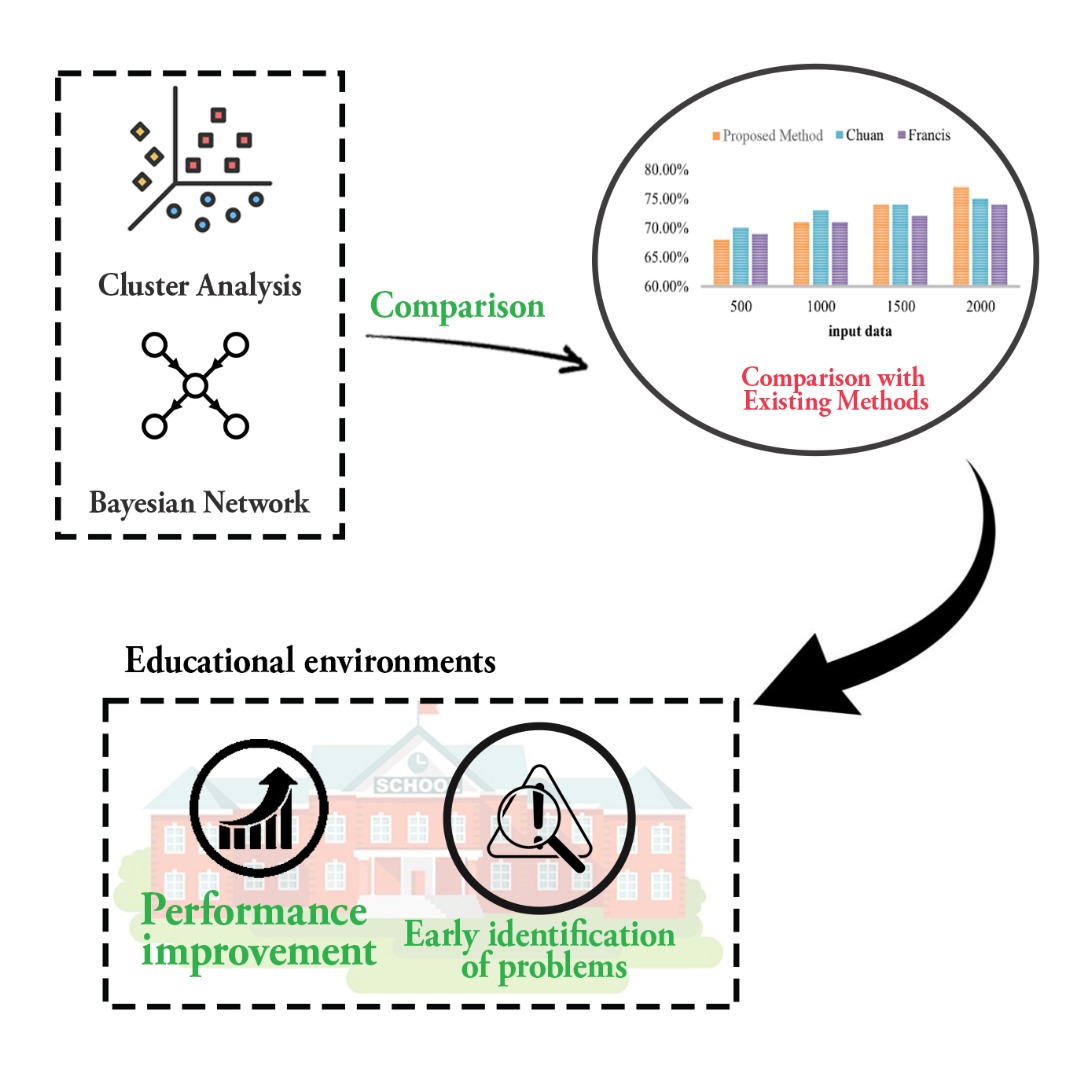 Cluster Analysis
Bayesian Network
Comparison
Proposed Method Chuan Francis
80.00%
75.00%
70.00%
65.00%
60.00%
500 1000 1500 2000
input data
Comparison with
Existing Methods
Educational environments
SCHOO
Performance
improvement
Early identification
of problems